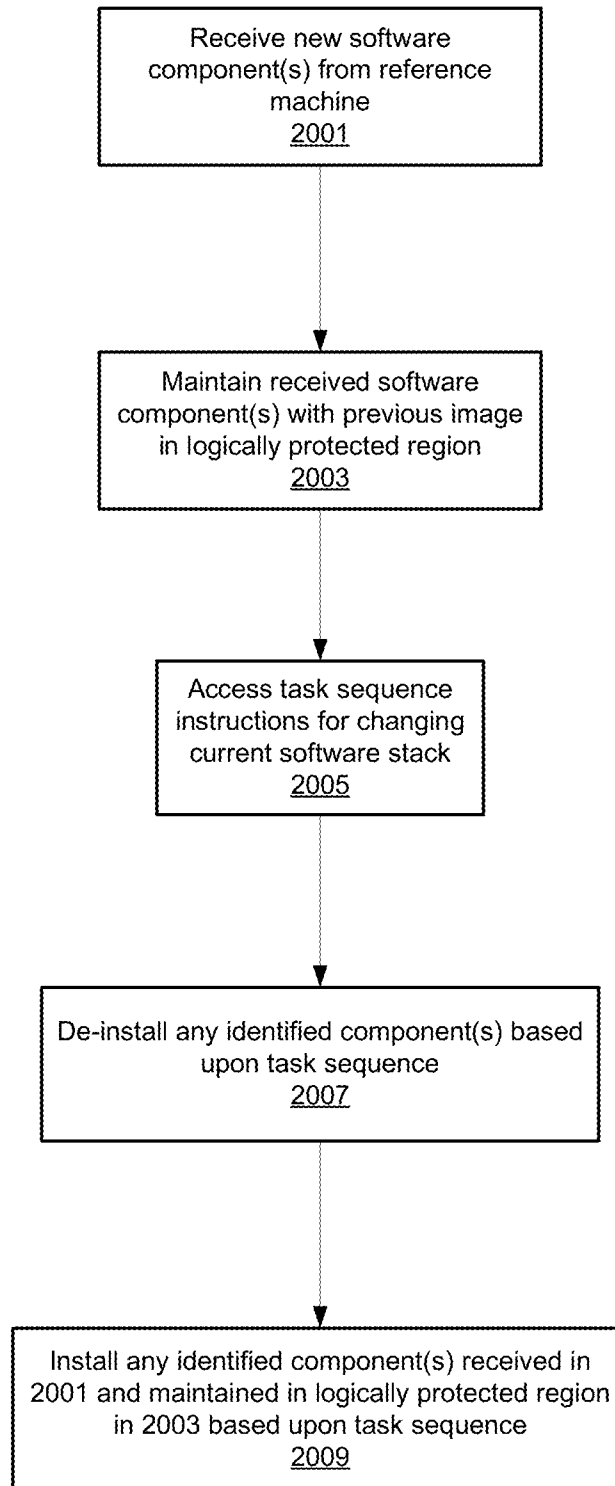 Receive new software
component(s) from reference
machine
2001
Maintain received software
component(s) with previous image
in logically protected region
2003
Access task sequence
instructions for changing
current software stack
2005
De-install any identified component(s) based
upon task sequence
2007
Install any identified component(s) received in
2001 and maintained in logically protected region
in 2003 based upon task sequence
2009